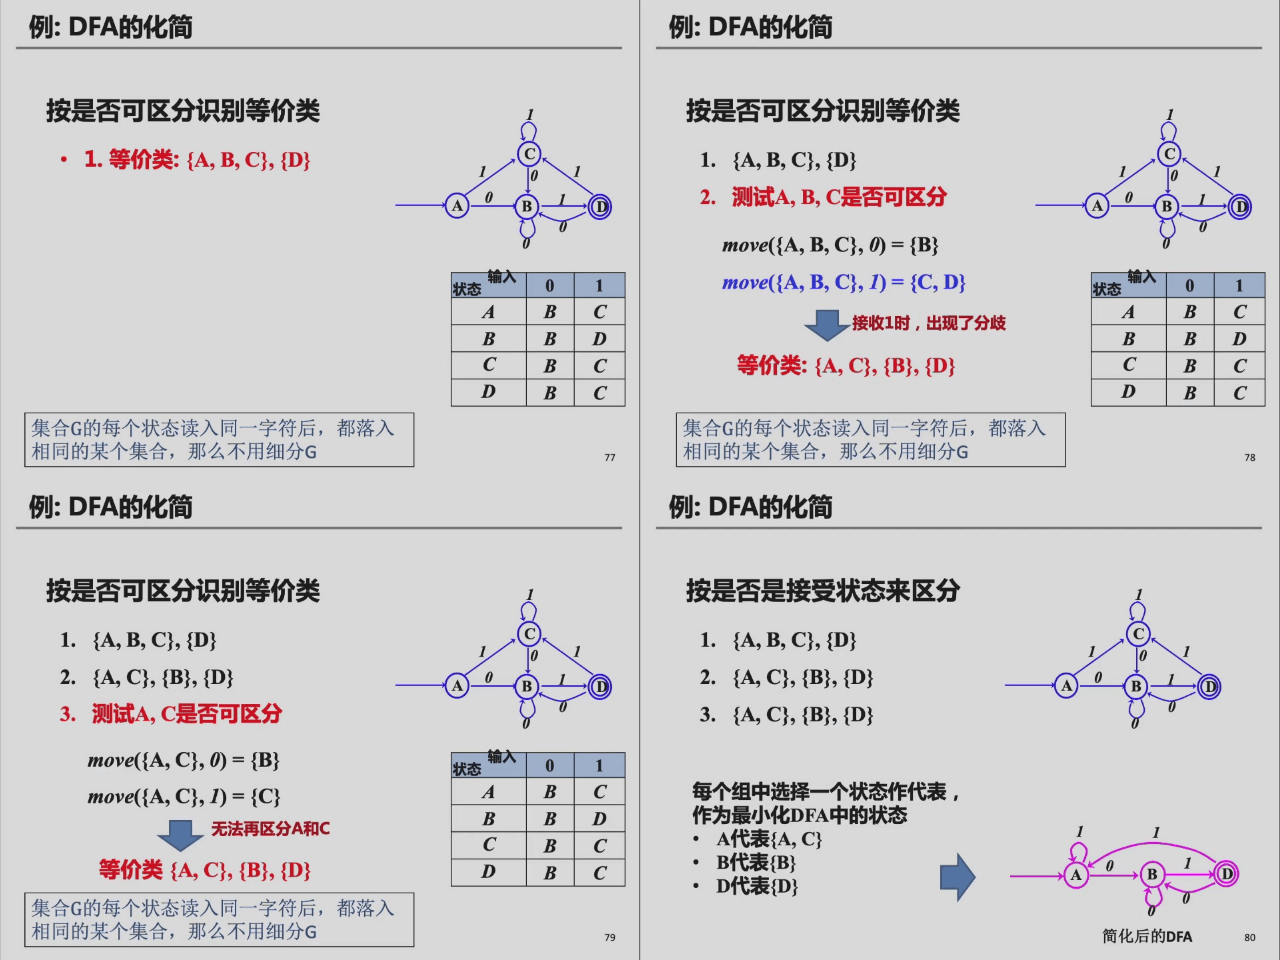 例: DFA的化简
按是否可区分识别等价类
• 1. 等价类: {A, B, C}, {D}
1
C
1 0 1
A 0 B 1 D
0
0
状态 输入 0 1
A B C
B B D
C B C
D B C
集合G的每个状态读入同一字符后，都落入
相同的某个集合，那么不用细分G
77
例: DFA的化简
按是否可区分识别等价类
1. {A, B, C}, {D}
2. 测试A, B, C是否可区分
move({A, B, C}, 0) = {B}
move({A, B, C}, 1) = {C, D}
接收1时，出现了分歧
等价类: {A, C}, {B}, {D}
1
C
1 0 1
A 0 B 1 D
0
0
状态 输入 0 1
A B C
B B D
C B C
D B C
集合G的每个状态读入同一字符后，都落入
相同的某个集合，那么不用细分G
78
例: DFA的化简
按是否可区分识别等价类
1. {A, B, C}, {D}
2. {A, C}, {B}, {D}
3. 测试A, C是否可区分
move({A, C}, 0) = {B}
move({A, C}, 1) = {C}
无法再区分A和C
等价类 {A, C}, {B}, {D}
1
C
1 0 1
A 0 B 1 D
0
0
状态 输入 0 1
A B C
B B D
C B C
D B C
集合G的每个状态读入同一字符后，都落入
相同的某个集合，那么不用细分G
79
例: DFA的化简
按是否是接受状态来区分
1. {A, B, C}, {D}
2. {A, C}, {B}, {D}
3. {A, C}, {B}, {D}
1
C
1 0 1
A 0 B 1 D
0
0
每个组中选择一个状态作代表，
作为最小化DFA中的状态
• A代表{A, C}
• B代表{B}
• D代表{D}
1 1
A 0 B 1 D
0
0
简化后的DFA
80